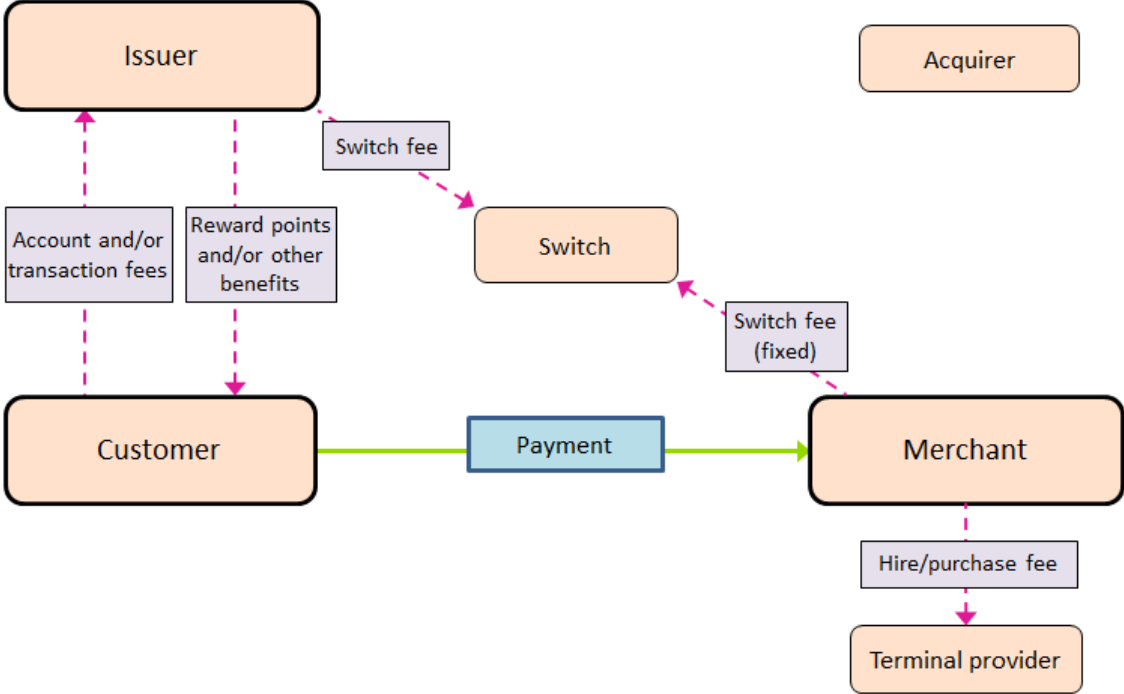 Issuer
Acquirer
Switch fee
Account and/or
transaction fees
Reward points
and/or other
benefits
Switch
Switch fee
(fixed)
Customer
Payment
Merchant
Hire/purchase fee
Terminal provider